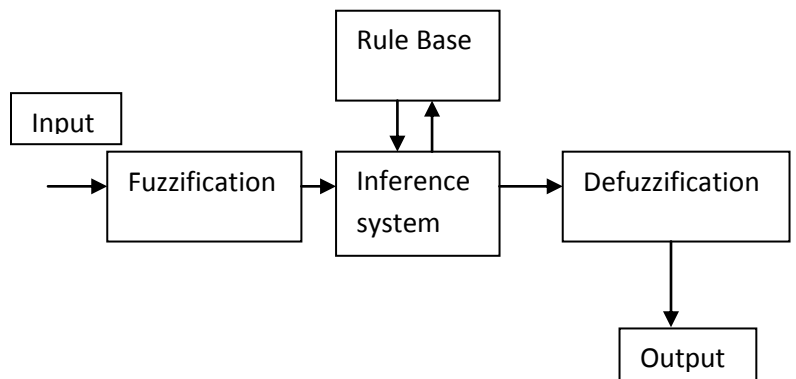 Rule Base
Input
Fuzzification
Inference
system
Defuzzification
Output